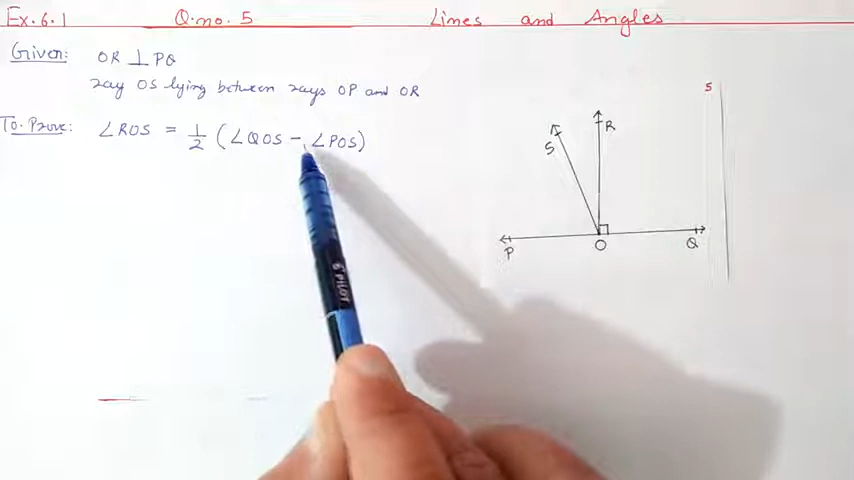 Ex. 6.1 Q.no. 5 Lines and Angles
Given: OR ⊥ PQ
ray OS lying between rays OP and OR
To Prove: ∠ROS = 1/2 (∠QOS - ∠POS)
5
R
S
P O Q
PILOT